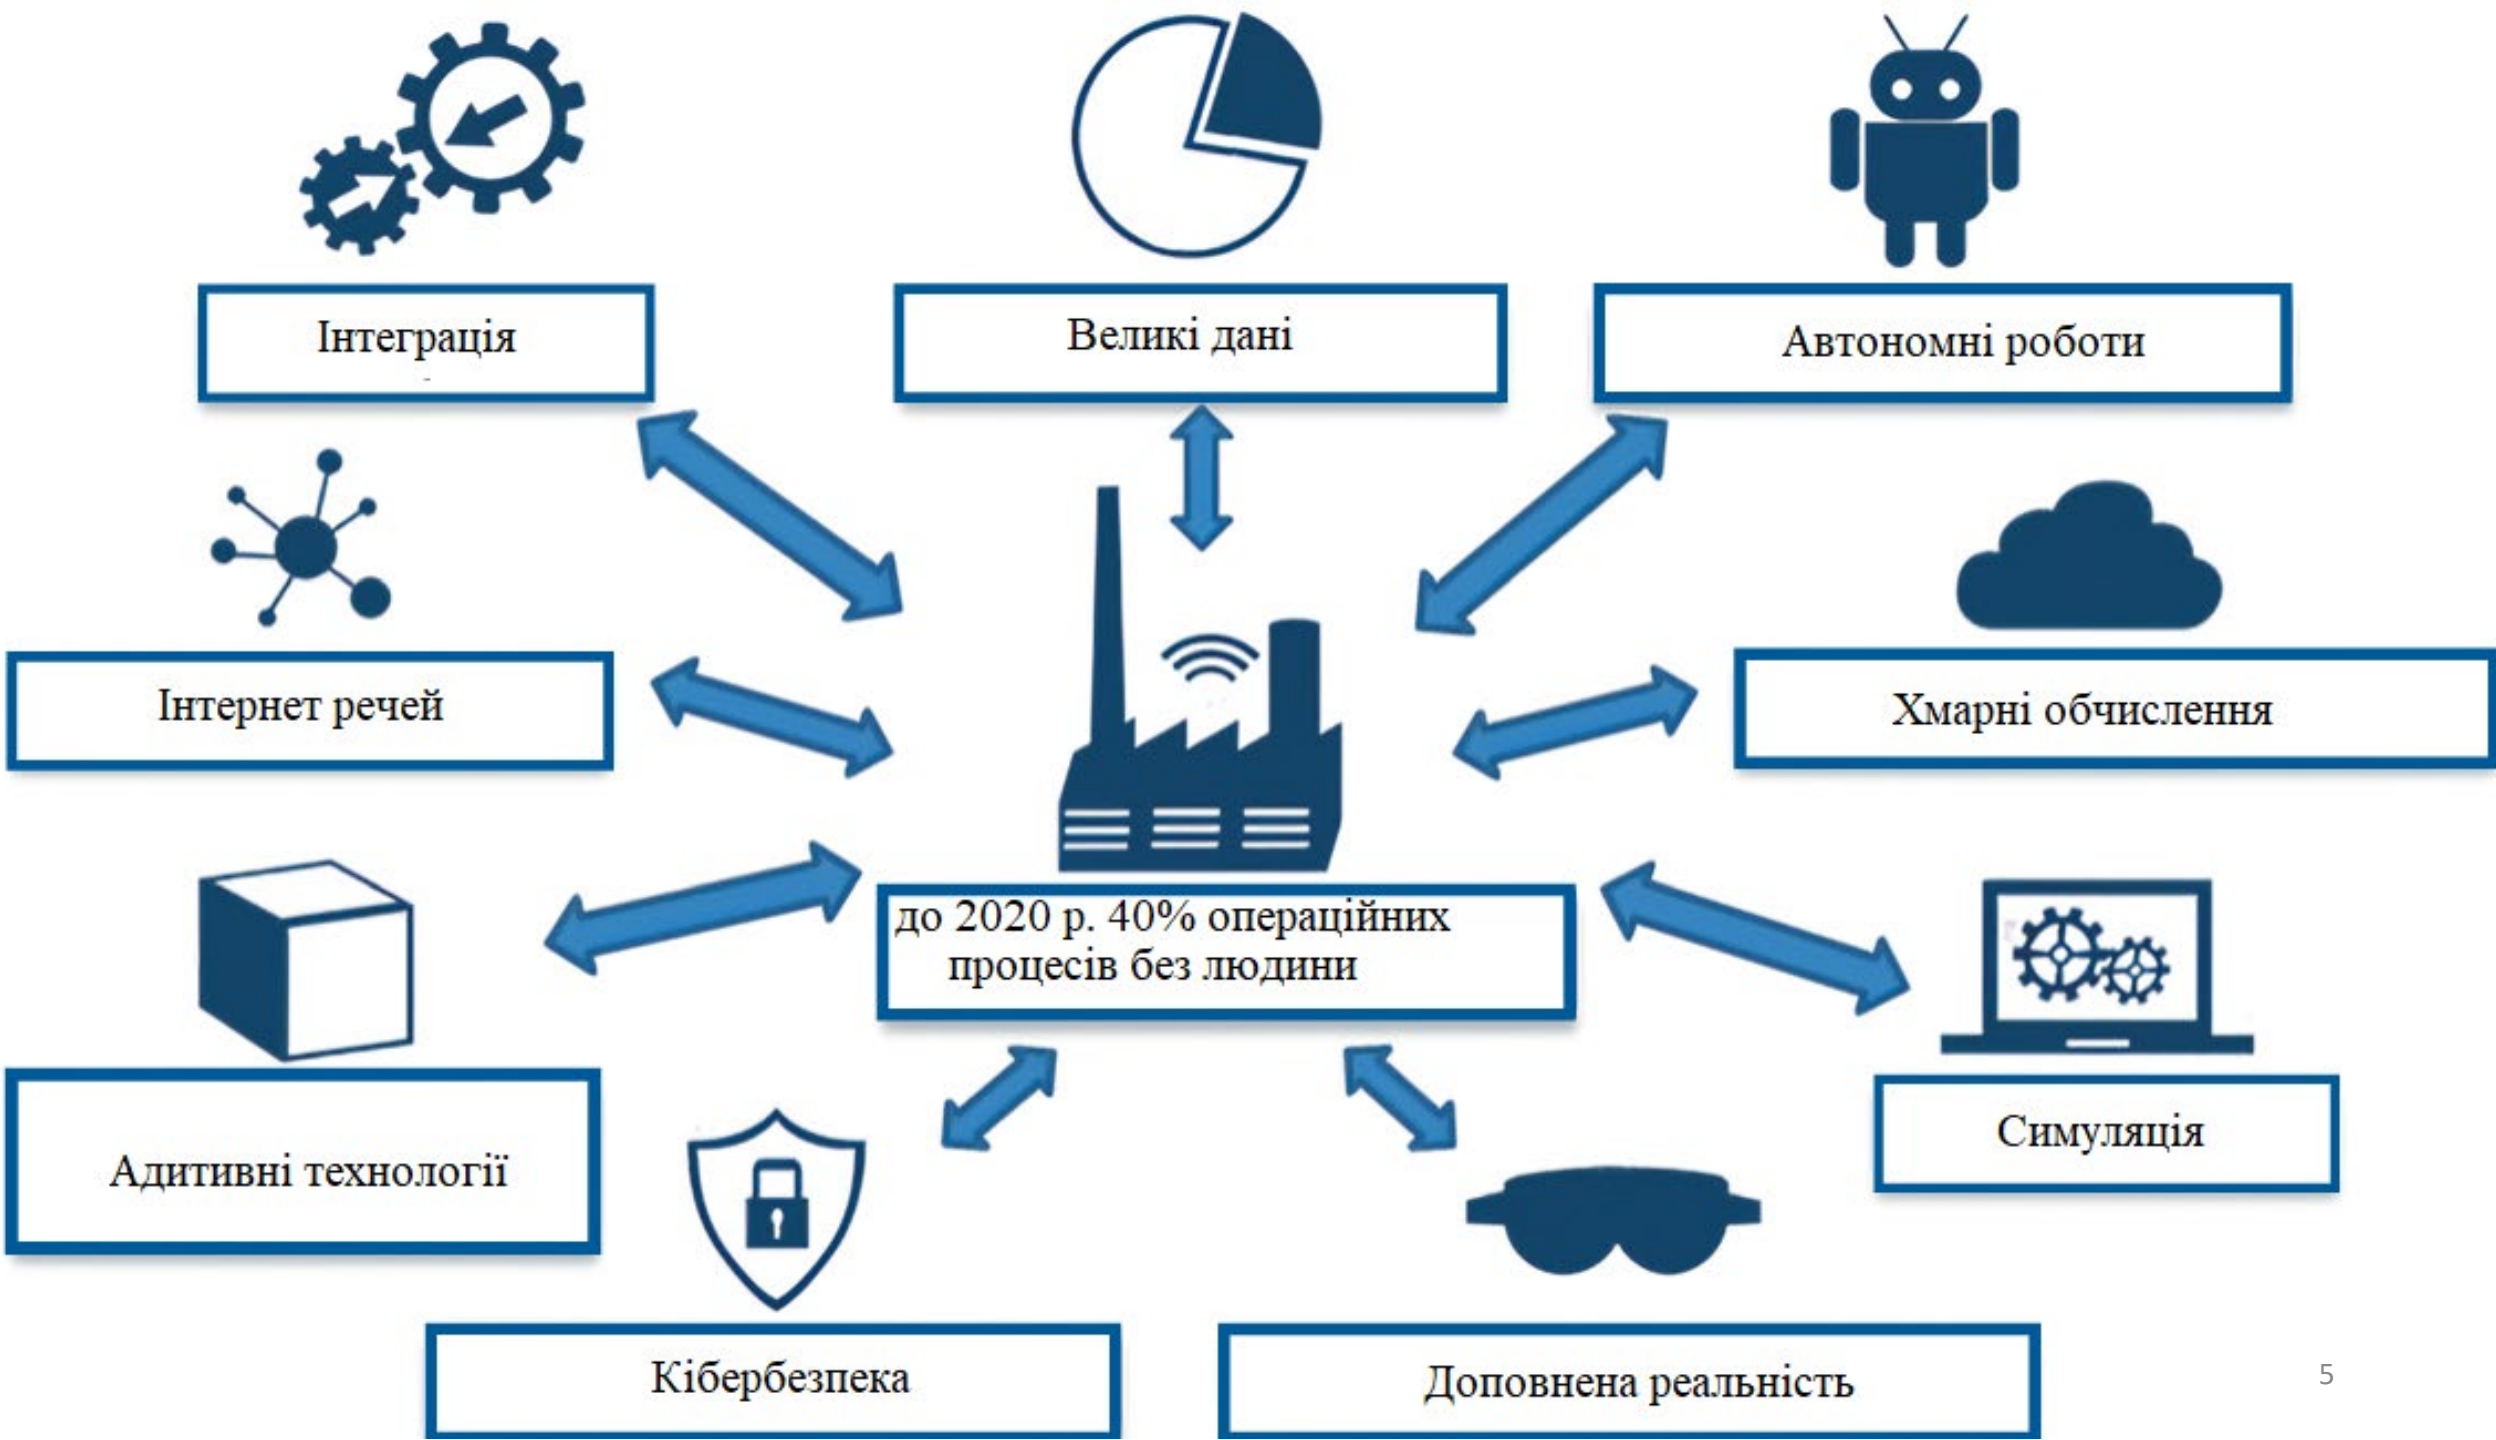 Інтеграція
Великі дані
Автономні роботи
Інтернет речей
Хмарні обчислення
до 2020 р. 40% операційних
процесів без людини
Адитивні технології
Симуляція
Кібербезпека
Доповнена реальність
5